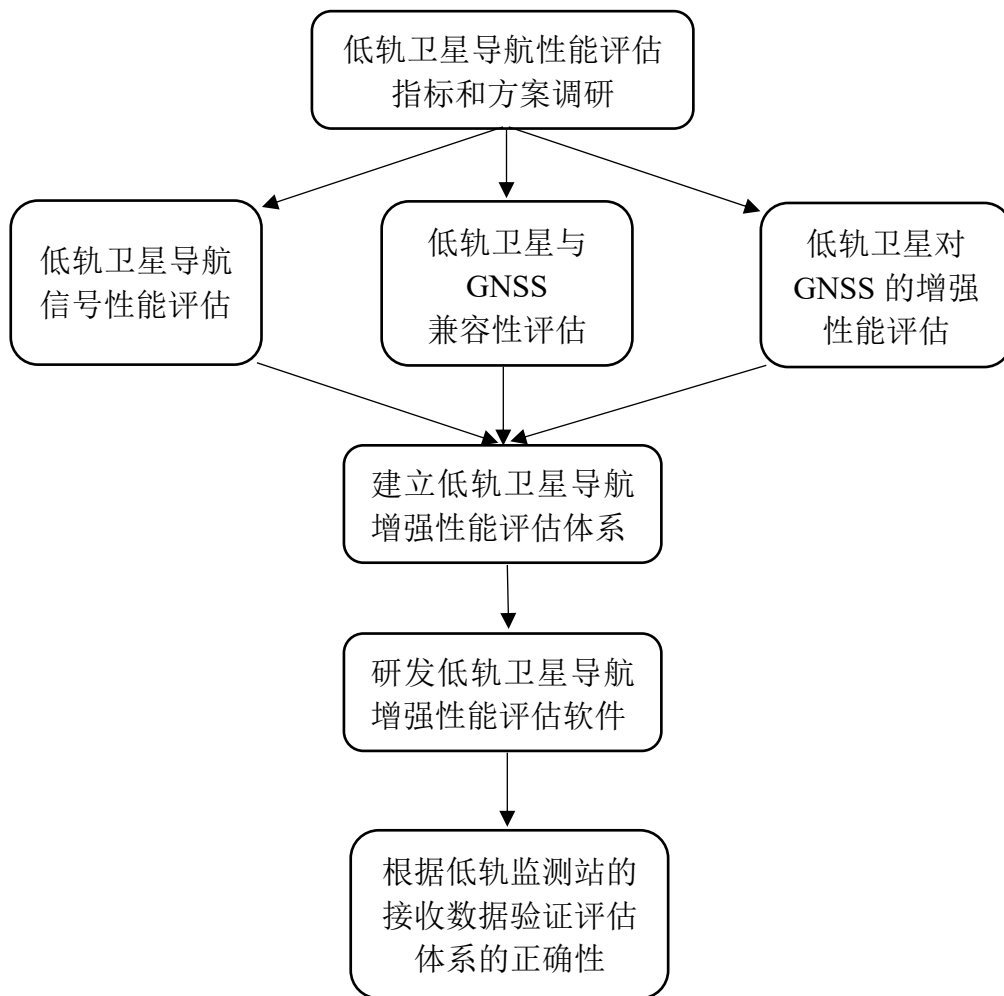 低轨卫星导航性能评估
指标和方案调研
低轨卫星导航
信号性能评估
低轨卫星与
GNSS
兼容性评估
低轨卫星对
GNSS 的增强
性能评估
建立低轨卫星导航
增强性能评估体系
研发低轨卫星导航
增强性能评估软件
根据低轨监测站的
接收数据验证评估
体系的正确性